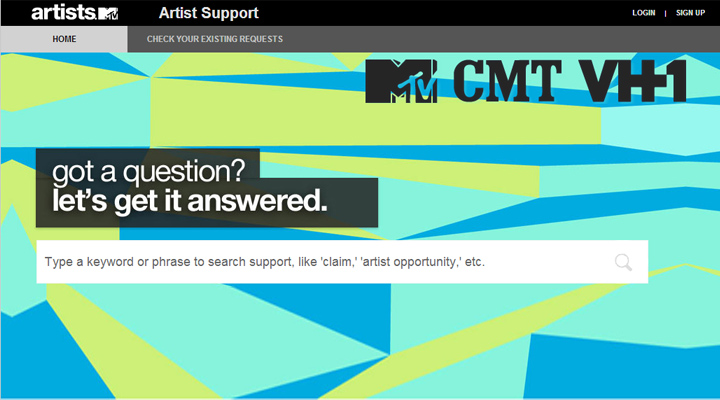 artists.MTV Artist Support LOGIN | SIGN UP
HOME CHECK YOUR EXISTING REQUESTS
MTV CMT VH1
got a question?
let's get it answered.
Type a keyword or phrase to search support, like 'claim,' 'artist opportunity,' etc.